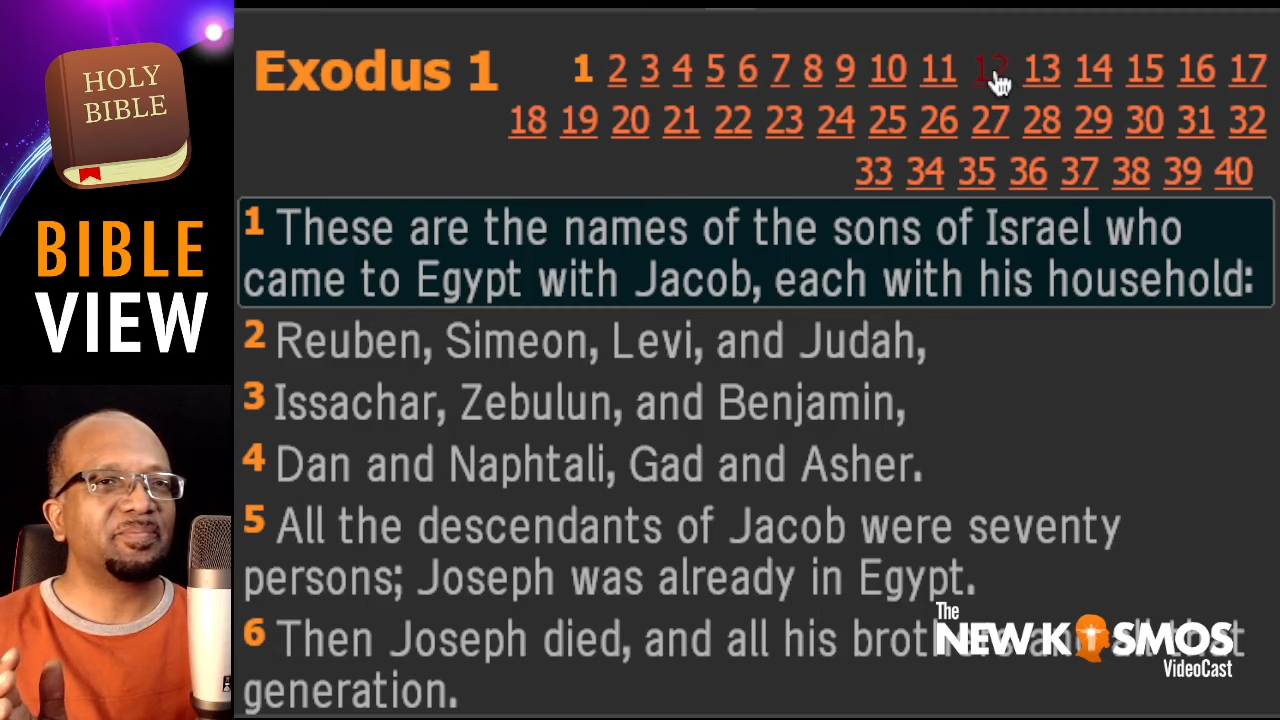 HOLY
BIBLE
BIBLE
VIEW
Exodus 1
1 2 3 4 5 6 7 8 9 10 11 12 13 14 15 16 17
18 19 20 21 22 23 24 25 26 27 28 29 30 31 32
33 34 35 36 37 38 39 40
1 These are the names of the sons of Israel who
came to Egypt with Jacob, each with his household:
2 Reuben, Simeon, Levi, and Judah,
3 Issachar, Zebulun, and Benjamin,
4 Dan and Naphtali, Gad and Asher.
5 All the descendants of Jacob were seventy
persons; Joseph was already in Egypt.
6 Then Joseph died, and all his brothers and all that
generation.
The
NEW KOSMOS
VideoCast